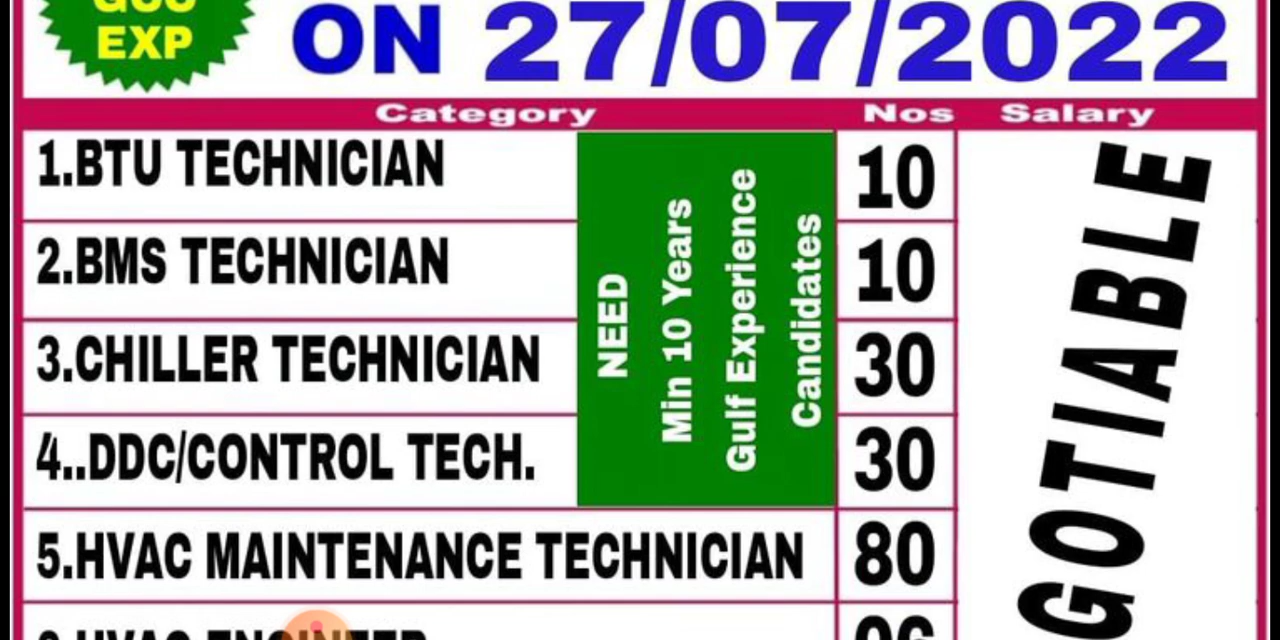 GCC
EXP
ON 27/07/2022
Category Nos Salary
1.BTU TECHNICIAN 10
2.BMS TECHNICIAN 10
3.CHILLER TECHNICIAN 30
4..DDC/CONTROL TECH. 30
NEED
Min 10 Years
Gulf Experience
Candidates
5.HVAC MAINTENANCE TECHNICIAN 80
HVAC ENGINEER
GOTIABLE